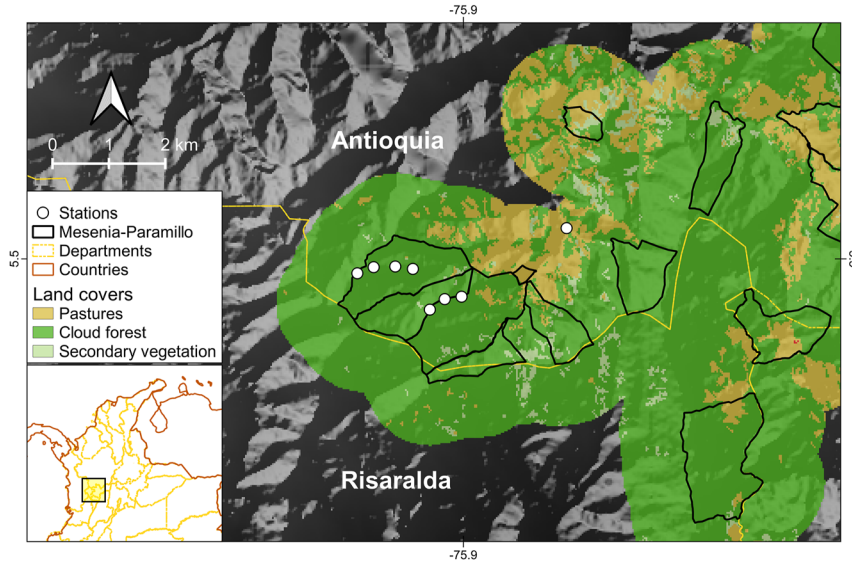 -75.9
Antioquia
0 1 2 km
Stations
Mesenia-Paramillo
Departments
Countries
Land covers
Pastures
Cloud forest
Secondary vegetation
5.5
Risaralda
-75.9